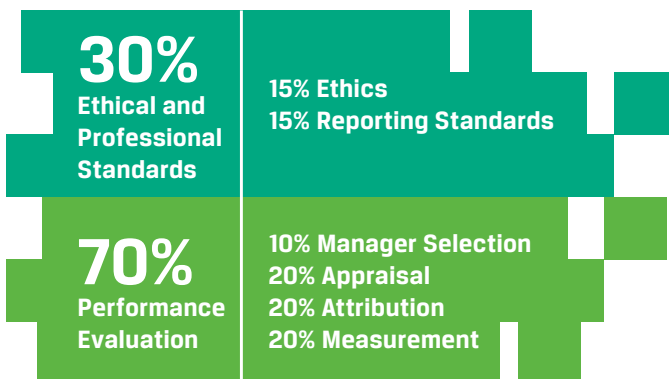 30%
Ethical and
Professional
Standards
15% Ethics
15% Reporting Standards
70%
Performance
Evaluation
10% Manager Selection
20% Appraisal
20% Attribution
20% Measurement